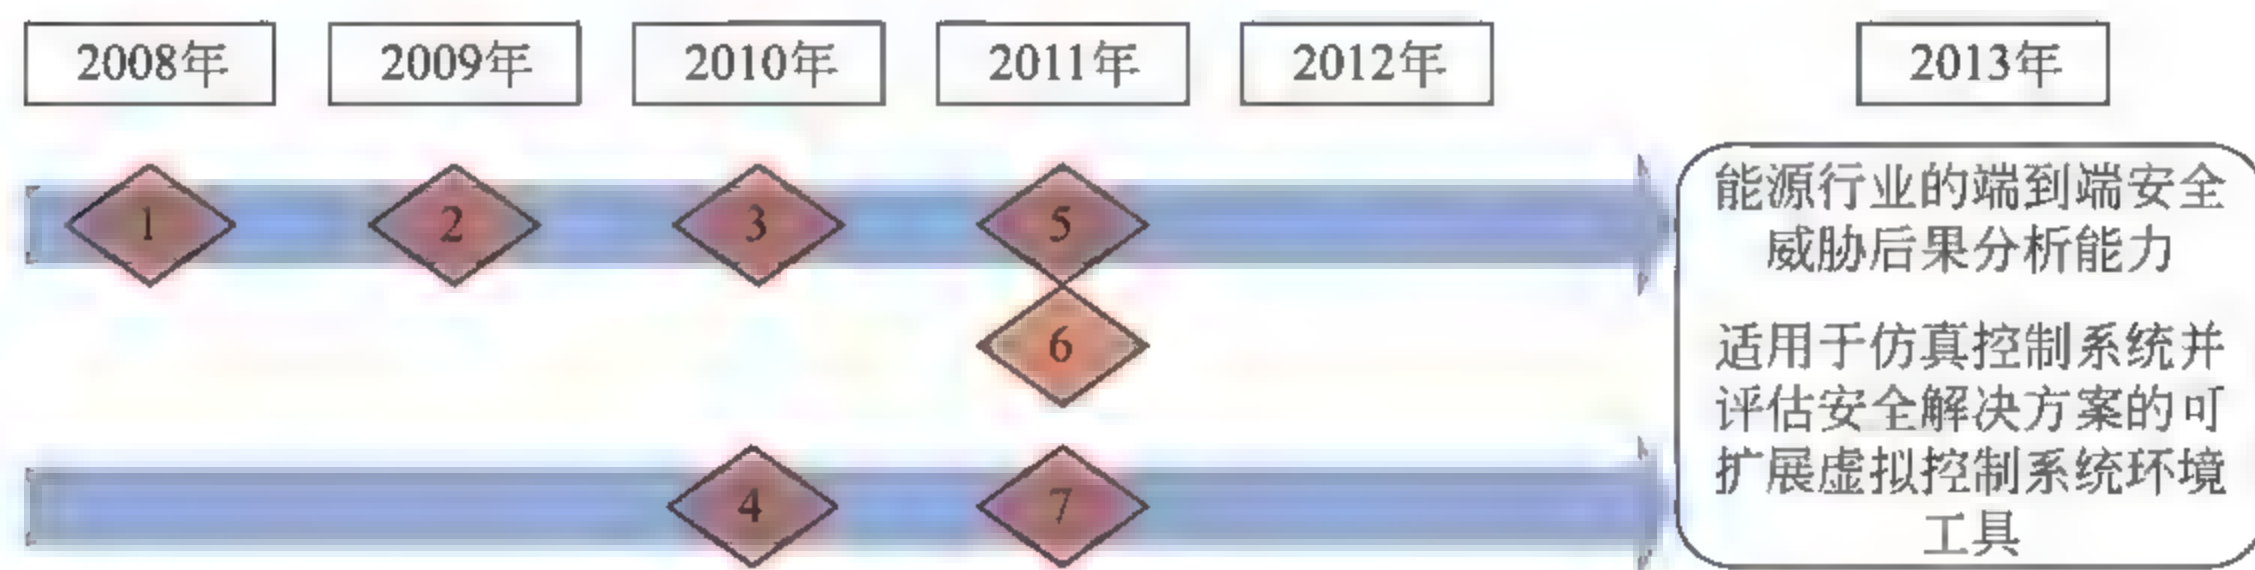 2008年 2009年 2010年 2011年 2012年 2013年
1 2 3 5
6
4 7
能源行业的端到端安全
威胁后果分析能力
适用于仿真控制系统并
评估安全解决方案的可
扩展虚拟控制系统环境
工具